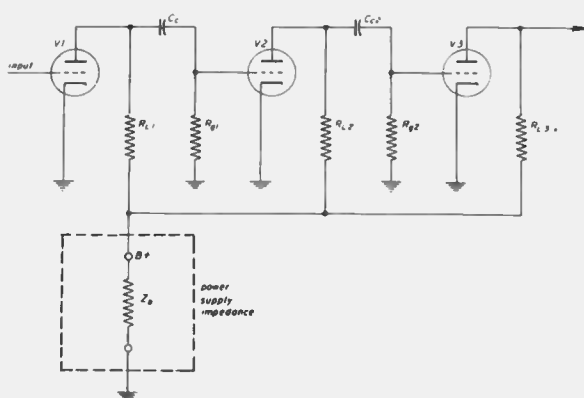 Cc
Cc2
V1
V2
V3
input
RL1
Rg1
RL2
Rg2
RL3
B+
Zb
power
supply
impedance